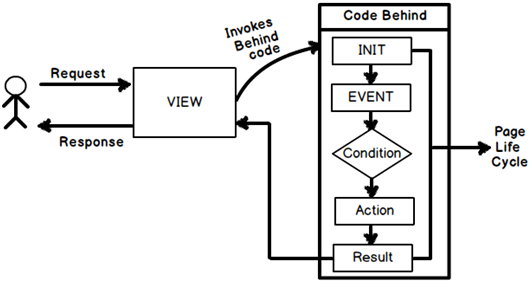 Code Behind
Invokes
Behind
code
INIT
Request
VIEW
EVENT
Response
Condition
Page
Life
Cycle
Action
Result